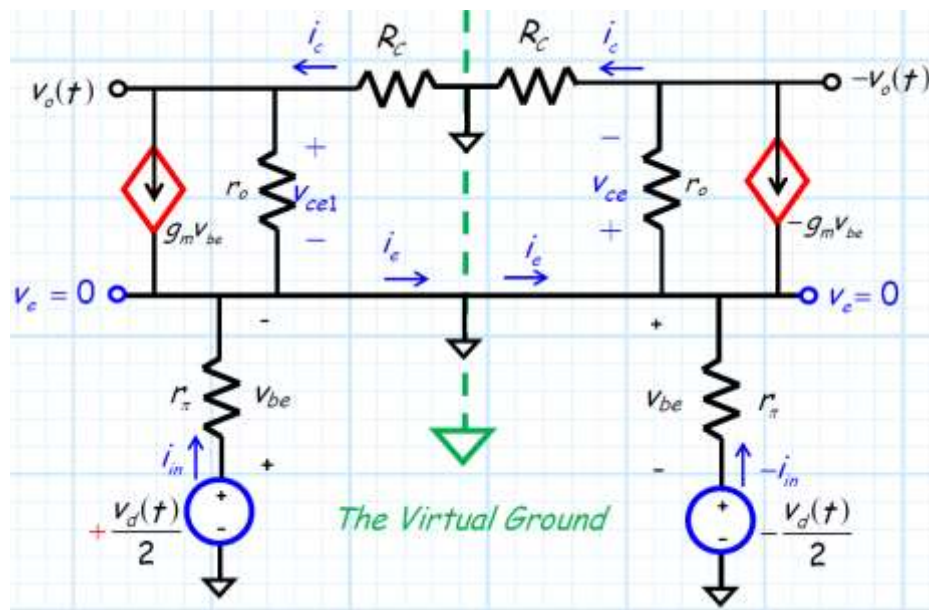 i_c R_C R_C i_c
v_o(t) -v_o(t)
+ -
r_o v_ce1 v_ce r_o
g_m v_be - + -g_m v_be
i_e i_e
v_e = 0 v_e = 0
- +
r_π v_be v_be r_π
i_in + - -i_in
+ v_d(t)/2 + - The Virtual Ground + - - v_d(t)/2